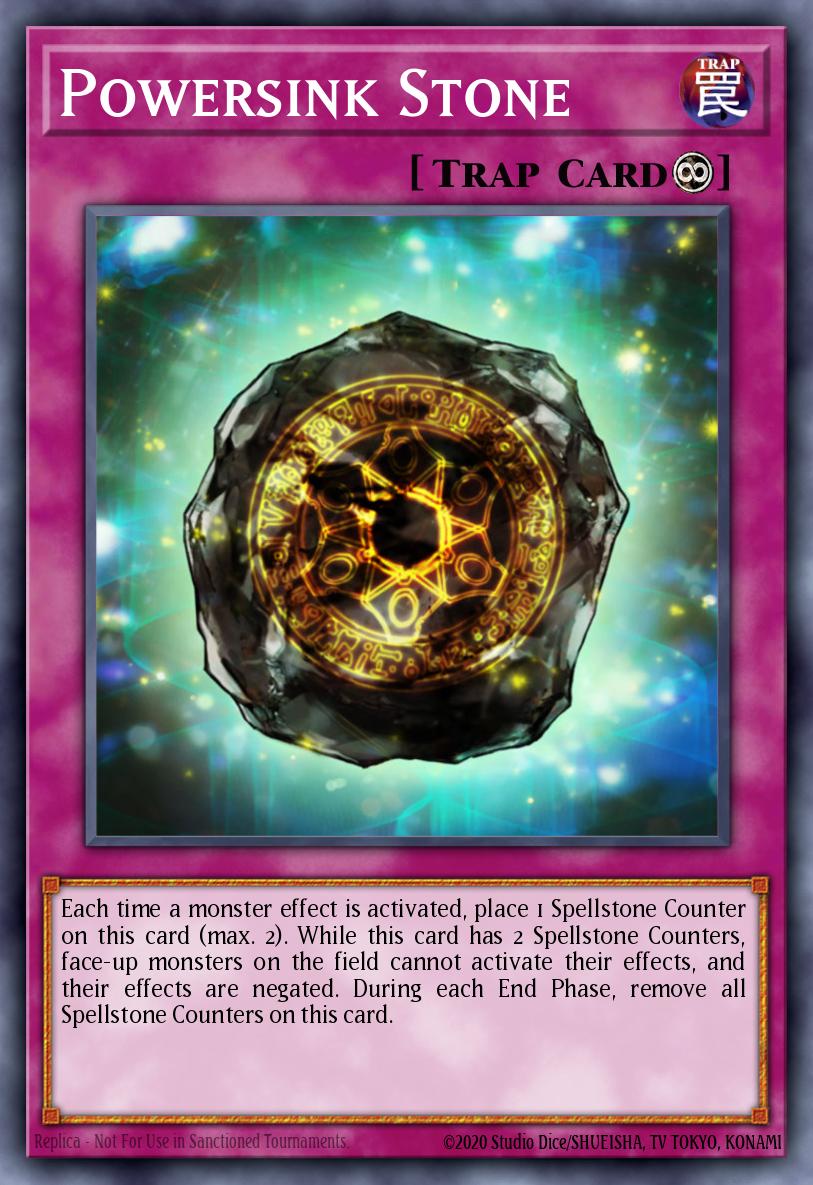 Powersink Stone
TRAP
罠
[Trap Card∞]
Each time a monster effect is activated, place 1 Spellstone Counter
on this card (max. 2). While this card has 2 Spellstone Counters,
face-up monsters on the field cannot activate their effects, and
their effects are negated. During each End Phase, remove all
Spellstone Counters on this card.
Replica - Not For Use in Sanctioned Tournaments.
©2020 Studio Dice/SHUEISHA, TV TOKYO, KONAMI